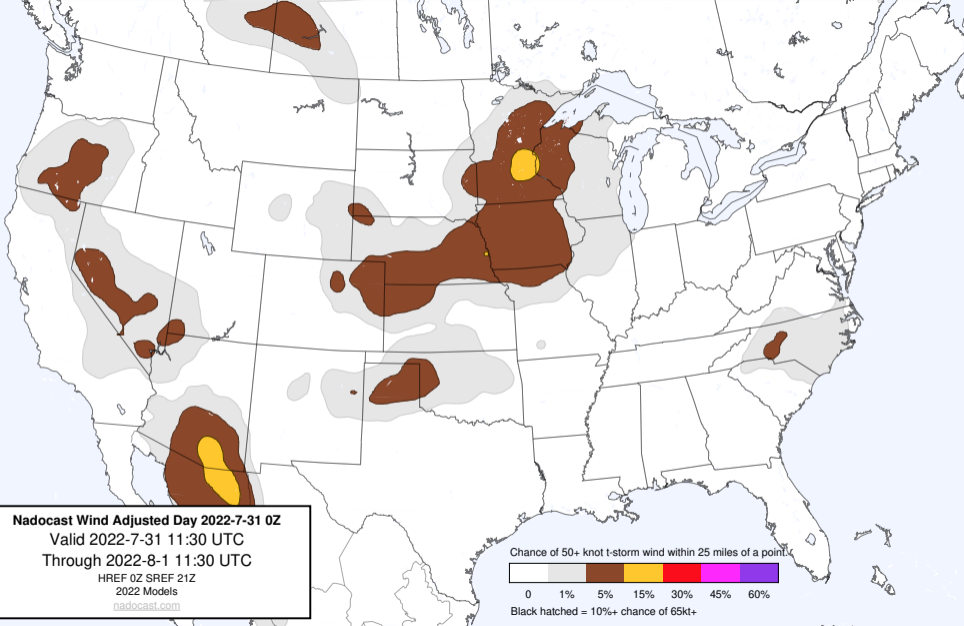 Nadocast Wind Adjusted Day 2022-7-31 0Z
Valid 2022-7-31 11:30 UTC
Through 2022-8-1 11:30 UTC
HREF 0Z SREF 21Z
2022 Models
nadocast.com
Chance of 50+ knot t-storm wind within 25 miles of a point.
0 1% 5% 15% 30% 45% 60%
Black hatched = 10%+ chance of 65kt+